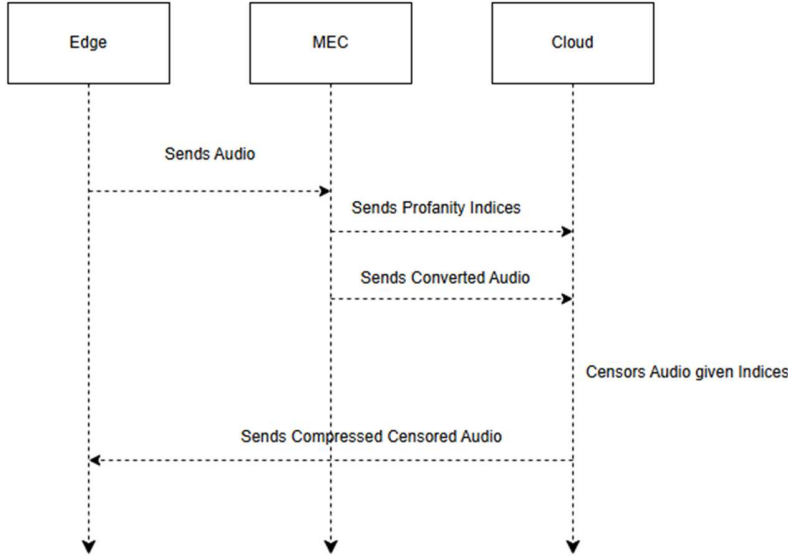 Edge
MEC
Cloud
Sends Audio
Sends Profanity Indices
Sends Converted Audio
Censors Audio given Indices
Sends Compressed Censored Audio